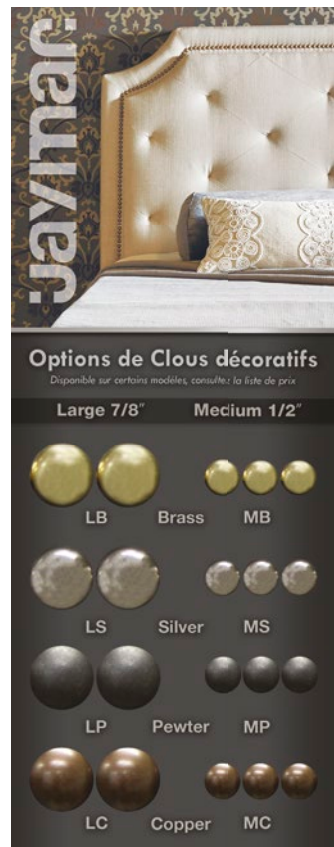 Jaymar.
Options de Clous décoratifs
Disponible sur certains modèles, consultez la liste de prix
Large 7/8" Medium 1/2"
LB Brass MB
LS Silver MS
LP Pewter MP
LC Copper MC